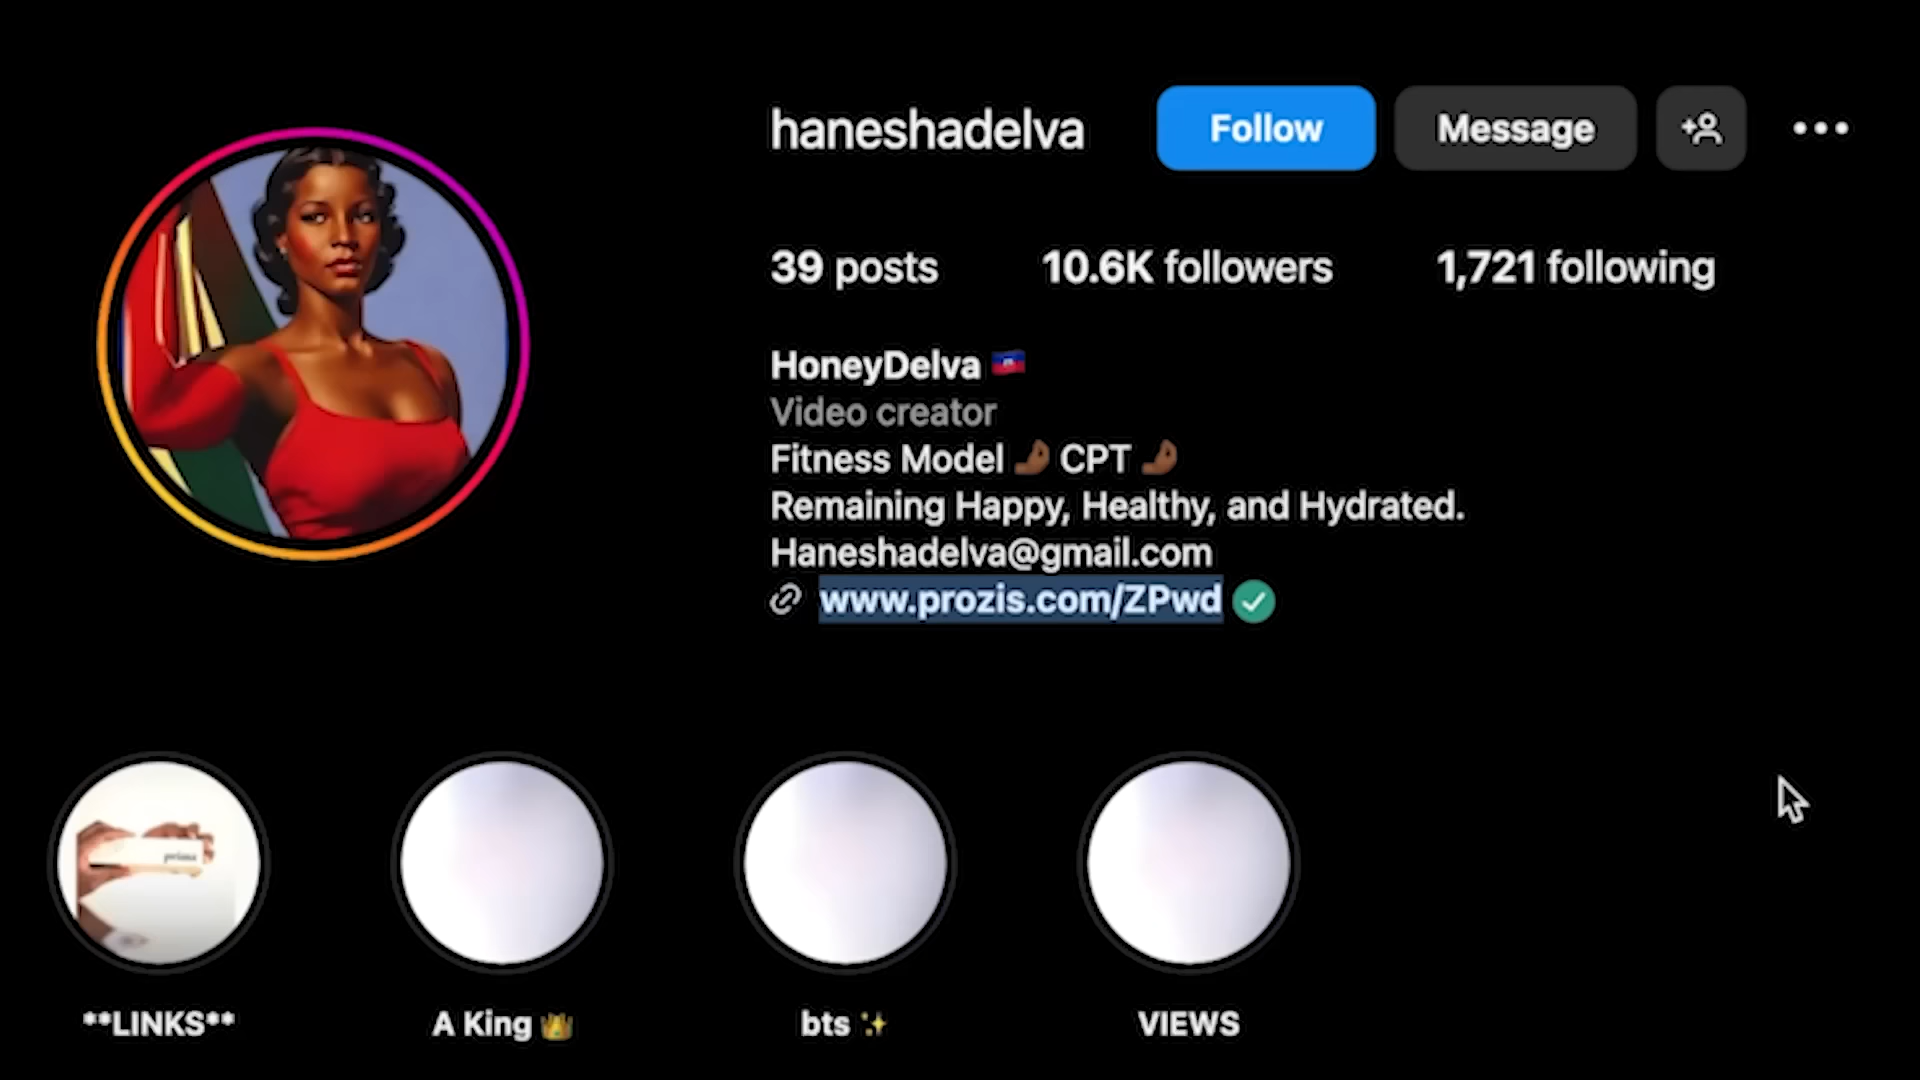 haneshadelva Follow Message
39 posts 10.6K followers 1,721 following
HoneyDelva 🇭🇹
Video creator
Fitness Model 💪🏾 CPT 💪🏾
Remaining Happy, Healthy, and Hydrated.
Haneshadelva@gmail.com
www.prozis.com/ZPwd
**LINKS** A King 👑 bts ✨ VIEWS